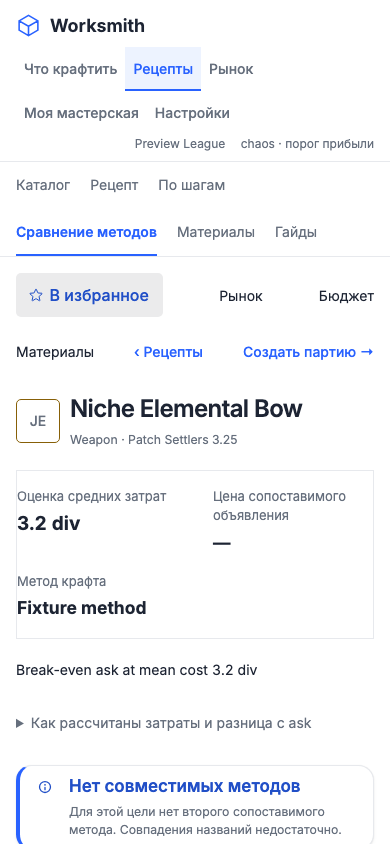 Worksmith
Что крафтить Рецепты Рынок
Моя мастерская Настройки
Preview League chaos · порог прибыли
Каталог Рецепт По шагам
Сравнение методов Материалы Гайды
В избранное Рынок Бюджет
Материалы ‹ Рецепты Создать партию →
JE
Niche Elemental Bow
Weapon · Patch Settlers 3.25
Оценка средних затрат
3.2 div
Цена сопоставимого
объявления
—
Метод крафта
Fixture method
Break-even ask at mean cost 3.2 div
▶ Как рассчитаны затраты и разница с ask
Нет совместимых методов
Для этой цели нет второго сопоставимого
метода. Совпадения названий недостаточно.